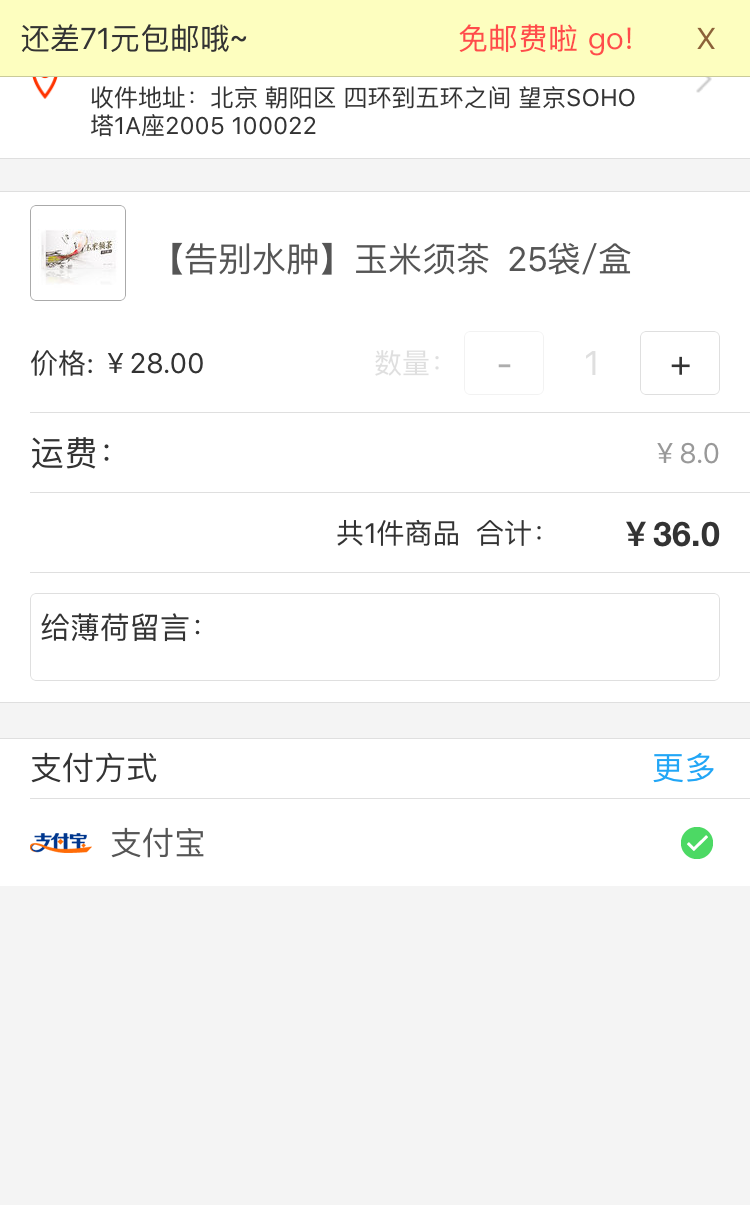 还差71元包邮哦~ 免邮费啦 go! X
收件地址：北京 朝阳区 四环到五环之间 望京SOHO
塔1A座2005 100022
【告别水肿】玉米须茶 25袋/盒
价格: ¥ 28.00 数量： - 1 +
运费： ¥ 8.0
共1件商品 合计： ¥ 36.0
给薄荷留言：
支付方式 更多
支付宝 支付宝